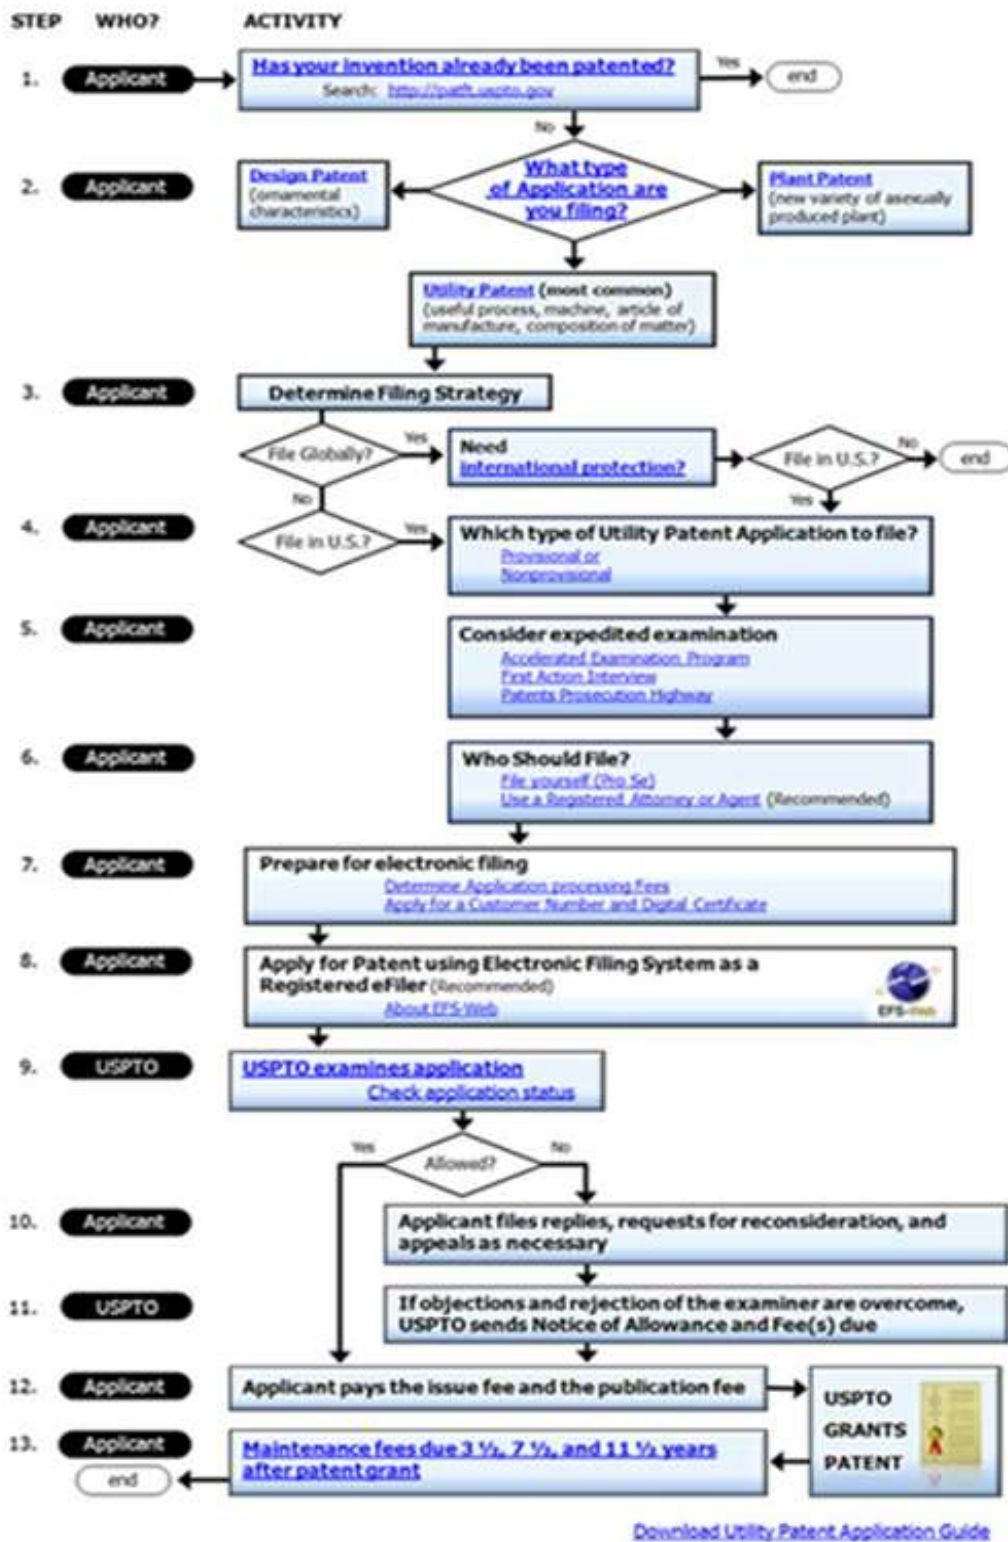 STEP WHO? ACTIVITY
1. Applicant
Has your invention already been patented?
Search: http://patft.uspto.gov
Yes
end
No
2. Applicant
Design Patent
(ornamental
characteristics)
What type
of Application are
you filing?
Plant Patent
(new variety of asexually
produced plant)
Utility Patent (most common)
(useful process, machine, article of
manufacture, composition of matter)
3. Applicant
Determine Filing Strategy
File Globally?
Yes
Need
international protection?
File in U.S.?
No
end
No
Yes
4. Applicant
File in U.S.?
Yes
Which type of Utility Patent Application to file?
Provisional or
Nonprovisional
5. Applicant
Consider expedited examination
Accelerated Examination Program
First Action Interview
Patents Prosecution Highway
6. Applicant
Who Should File?
File yourself (Pro Se)
Use a Registered Attorney or Agent (Recommended)
7. Applicant
Prepare for electronic filing
Determine Application processing Fees
Apply for a Customer Number and Digital Certificate
8. Applicant
Apply for Patent using Electronic Filing System as a
Registered eFiler (Recommended)
About EFS-Web
EFS-Web
9. USPTO
USPTO examines application
Check application status
Yes
Allowed?
No
10. Applicant
Applicant files replies, requests for reconsideration, and
appeals as necessary
11. USPTO
If objections and rejection of the examiner are overcome,
USPTO sends Notice of Allowance and Fee(s) due
12. Applicant
Applicant pays the issue fee and the publication fee
USPTO
GRANTS
PATENT
13. Applicant
Maintenance fees due 3 ½, 7 ½, and 11 ½ years
after patent grant
end
Download Utility Patent Application Guide